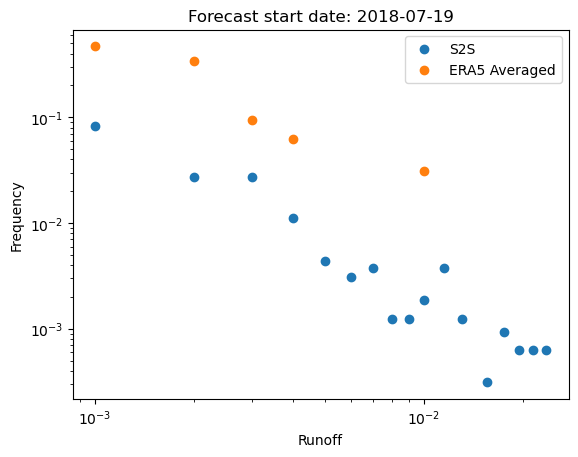 Forecast start date: 2018-07-19
S2S
ERA5 Averaged
Frequency
10⁻¹
10⁻²
10⁻³
10⁻³
10⁻²
Runoff